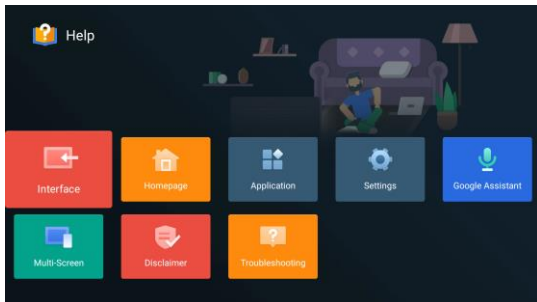 Help
Interface
Homepage
Application
Settings
Google Assistant
Multi-Screen
Disclaimer
Troubleshooting